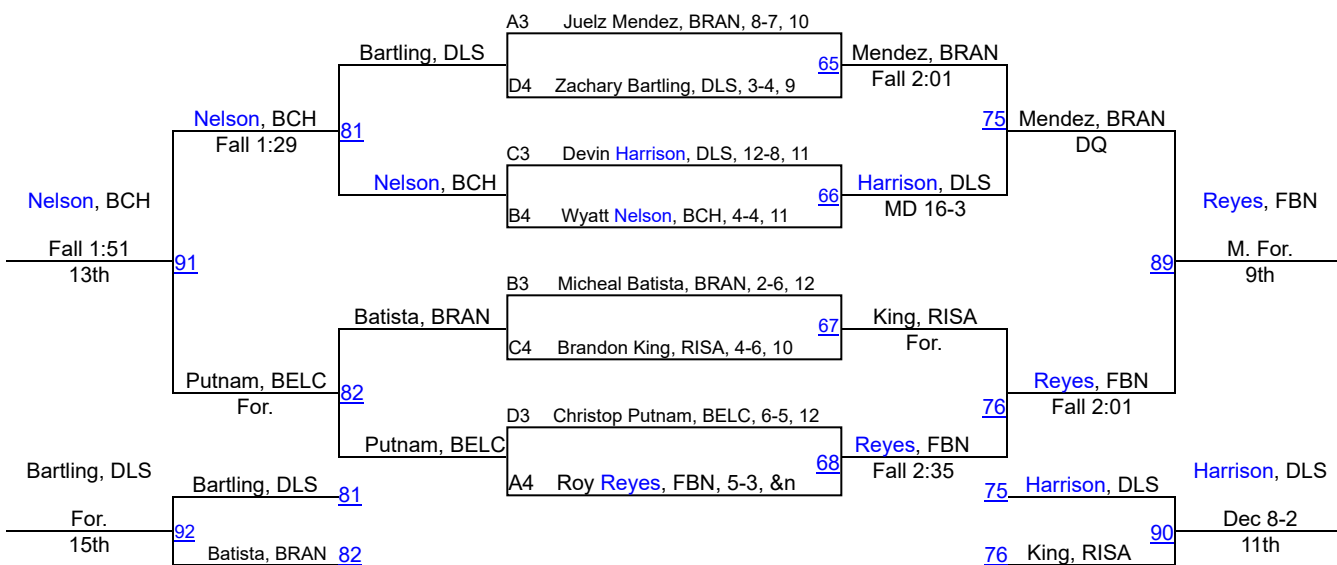 A3 Juelz Mendez, BRAN, 8-7, 10
Bartling, DLS 65 Mendez, BRAN
Fall 2:01
D4 Zachary Bartling, DLS, 3-4, 9
Nelson, BCH 81 75 Mendez, BRAN
Fall 1:29 DQ
C3 Devin Harrison, DLS, 12-8, 11
Nelson, BCH 66 Harrison, DLS
MD 16-3
Nelson, BCH Reyes, FBN
B4 Wyatt Nelson, BCH, 4-4, 11
Fall 1:51 M. For.
13th 91 89 9th
B3 Micheal Batista, BRAN, 2-6, 12
Batista, BRAN 67 King, RISA
For.
C4 Brandon King, RISA, 4-6, 10
Putnam, BELC 82 76 Reyes, FBN
For. Fall 2:01
D3 Christop Putnam, BELC, 6-5, 12
Putnam, BELC 68 Reyes, FBN
Fall 2:35
Bartling, DLS Harrison, DLS
A4 Roy Reyes, FBN, 5-3, &n
Bartling, DLS 81 75 Harrison, DLS
For. Dec 8-2
15th 92 90 11th
Batista, BRAN 82 76 King, RISA